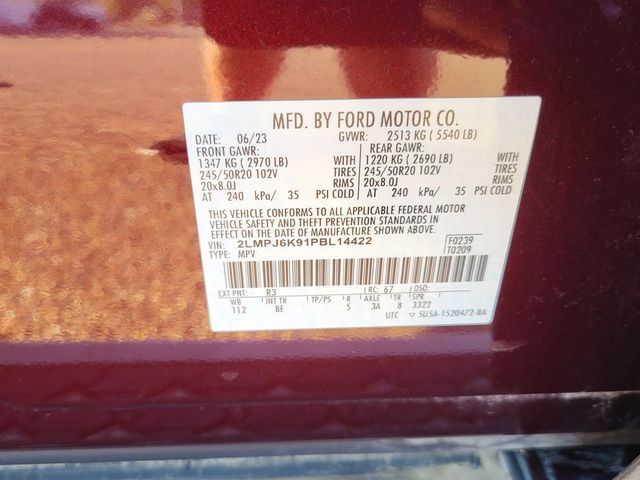 MFD. BY FORD MOTOR CO.
DATE: 06/23 GVWR: 2513 KG ( 5540 LB)
FRONT GAWR: REAR GAWR:
1347 KG ( 2970 LB) WITH 1220 KG ( 2690 LB) WITH
245/50R20 102V TIRES 245/50R20 102V TIRES
20x8.0J RIMS 20x8.0J RIMS
AT 240 kPa/ 35 PSI COLD AT 240 kPa/ 35 PSI COLD
THIS VEHICLE CONFORMS TO ALL APPLICABLE FEDERAL MOTOR
VEHICLE SAFETY AND THEFT PREVENTION STANDARDS IN
EFFECT ON THE DATE OF MANUFACTURE SHOWN ABOVE.
VIN: 2LMPJ6K91PBL14422 F0239
TYPE: MPV T0209
EXT PNT: R3 RC: 67 DSO:
WB INT TR TP/PS R AXLE TR SPR
112 BE S 3A 8 3322
UTC ▽ 5U5A-1520472-BA